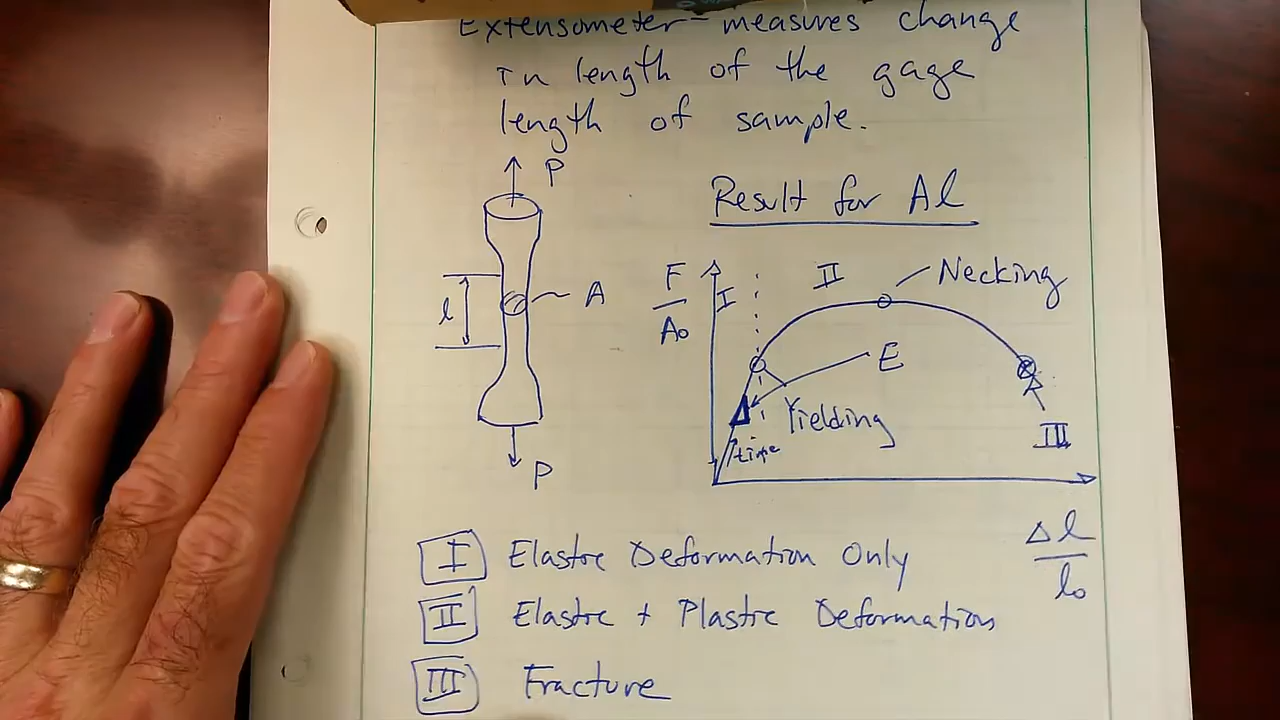 Extensometer - measures change
in length of the gage
length of sample.
P
Result for Al
F
I
II
Necking
l
A
A₀
E
Yielding
time
III
P
Δl
I Elastic Deformation Only
l₀
II Elastic + Plastic Deformation
III Fracture